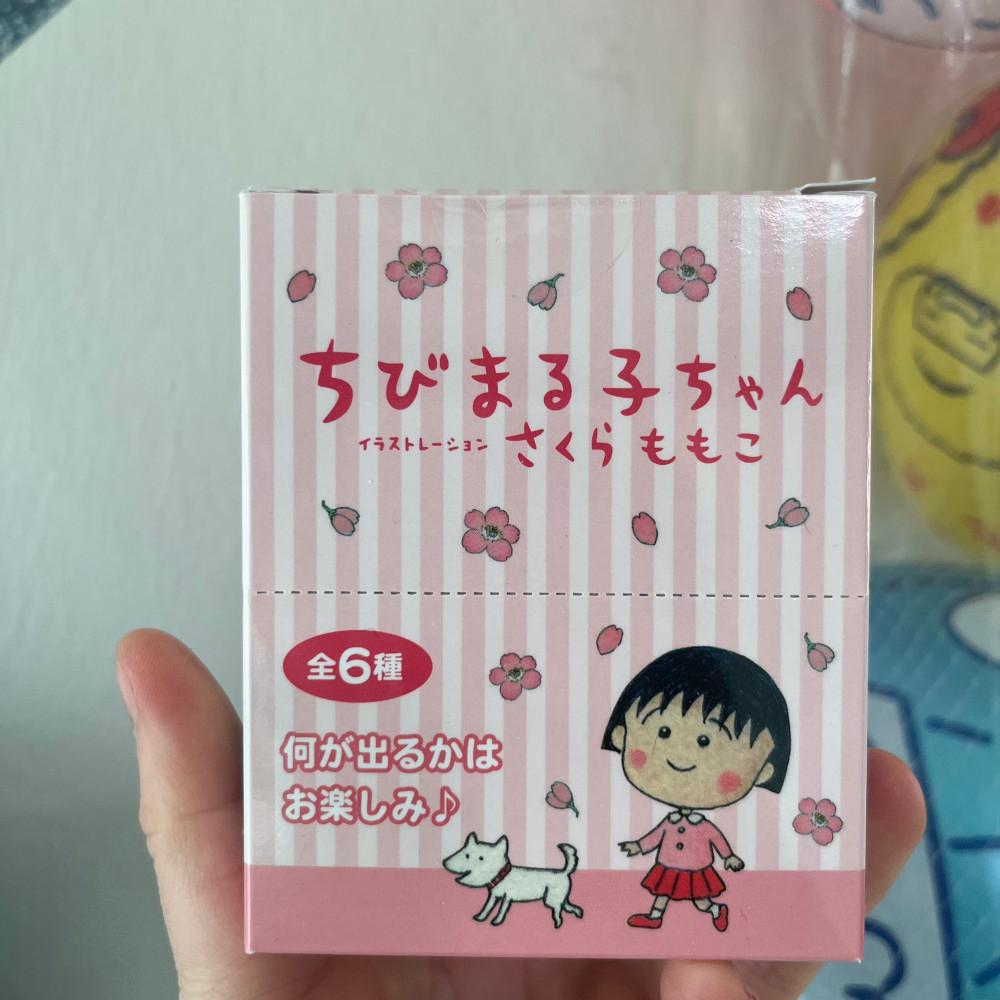 ちびまる子ちゃん
イラストレーション さくらももこ
全6種
何が出るかは
お楽しみ♪